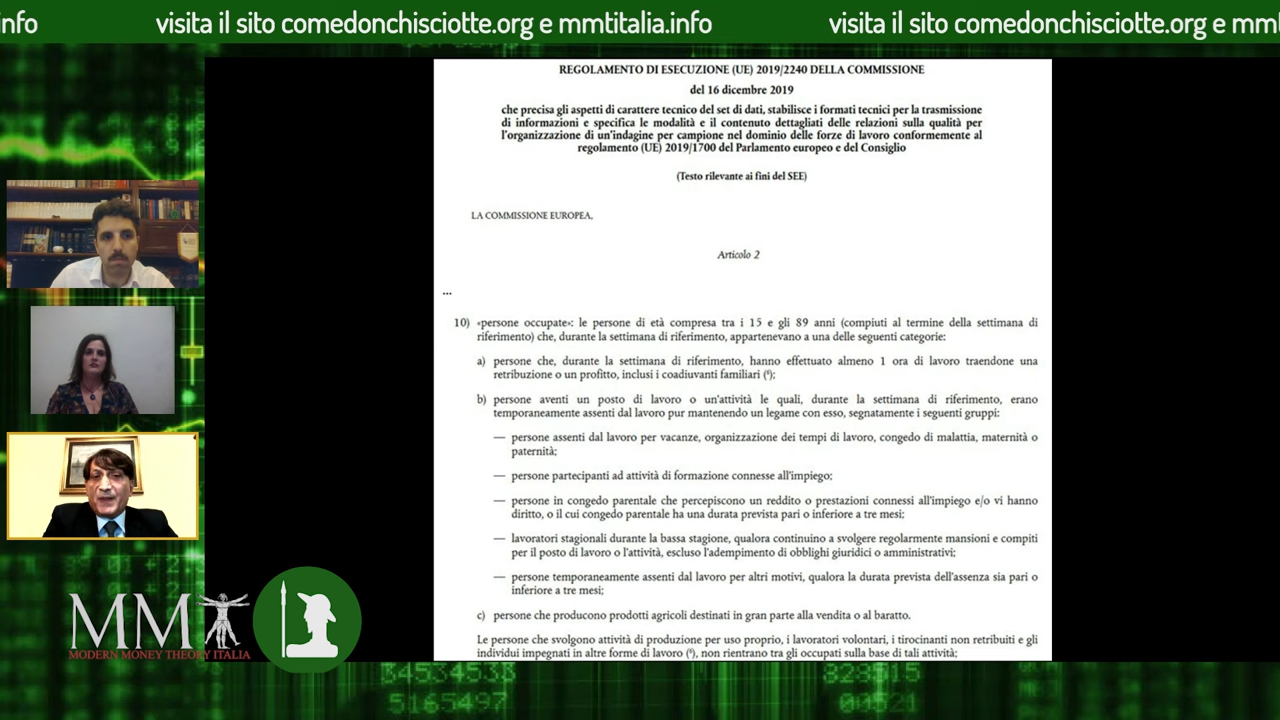 info
visita il sito comedonchisciotte.org e mmtitalia.info
visita il sito comedonchisciotte.org e mmt
REGOLAMENTO DI ESECUZIONE (UE) 2019/2240 DELLA COMMISSIONE
del 16 dicembre 2019
che precisa gli aspetti di carattere tecnico del set di dati, stabilisce i formati tecnici per la trasmissione
di informazioni e specifica le modalità e il contenuto dettagliati delle relazioni sulla qualità per
l'organizzazione di un'indagine per campione nel dominio delle forze di lavoro conformemente al
regolamento (UE) 2019/1700 del Parlamento europeo e del Consiglio
(Testo rilevante ai fini del SEE)
LA COMMISSIONE EUROPEA,
Articolo 2
...
10) «persone occupate»: le persone di età compresa tra i 15 e gli 89 anni (compiuti al termine della settimana di
riferimento) che, durante la settimana di riferimento, appartenevano a una delle seguenti categorie:
a) persone che, durante la settimana di riferimento, hanno effettuato almeno 1 ora di lavoro traendone una
retribuzione o un profitto, inclusi i coadiuvanti familiari (⁸);
b) persone aventi un posto di lavoro o un'attività le quali, durante la settimana di riferimento, erano
temporaneamente assenti dal lavoro pur mantenendo un legame con esso, segnatamente i seguenti gruppi:
— persone assenti dal lavoro per vacanze, organizzazione dei tempi di lavoro, congedo di malattia, maternità o
paternità;
— persone partecipanti ad attività di formazione connesse all'impiego;
— persone in congedo parentale che percepiscono un reddito o prestazioni connessi all'impiego e/o vi hanno
diritto, o il cui congedo parentale ha una durata prevista pari o inferiore a tre mesi;
— lavoratori stagionali durante la bassa stagione, qualora continuino a svolgere regolarmente mansioni e compiti
per il posto di lavoro o l'attività, escluso l'adempimento di obblighi giuridici o amministrativi;
— persone temporaneamente assenti dal lavoro per altri motivi, qualora la durata prevista dell'assenza sia pari o
inferiore a tre mesi;
c) persone che producono prodotti agricoli destinati in gran parte alla vendita o al baratto.
Le persone che svolgono attività di produzione per uso proprio, i lavoratori volontari, i tirocinanti non retribuiti e gli
individui impegnati in altre forme di lavoro (⁹), non rientrano tra gli occupati sulla base di tali attività;
MMT
MODERN MONEY THEORY ITALIA
5165497